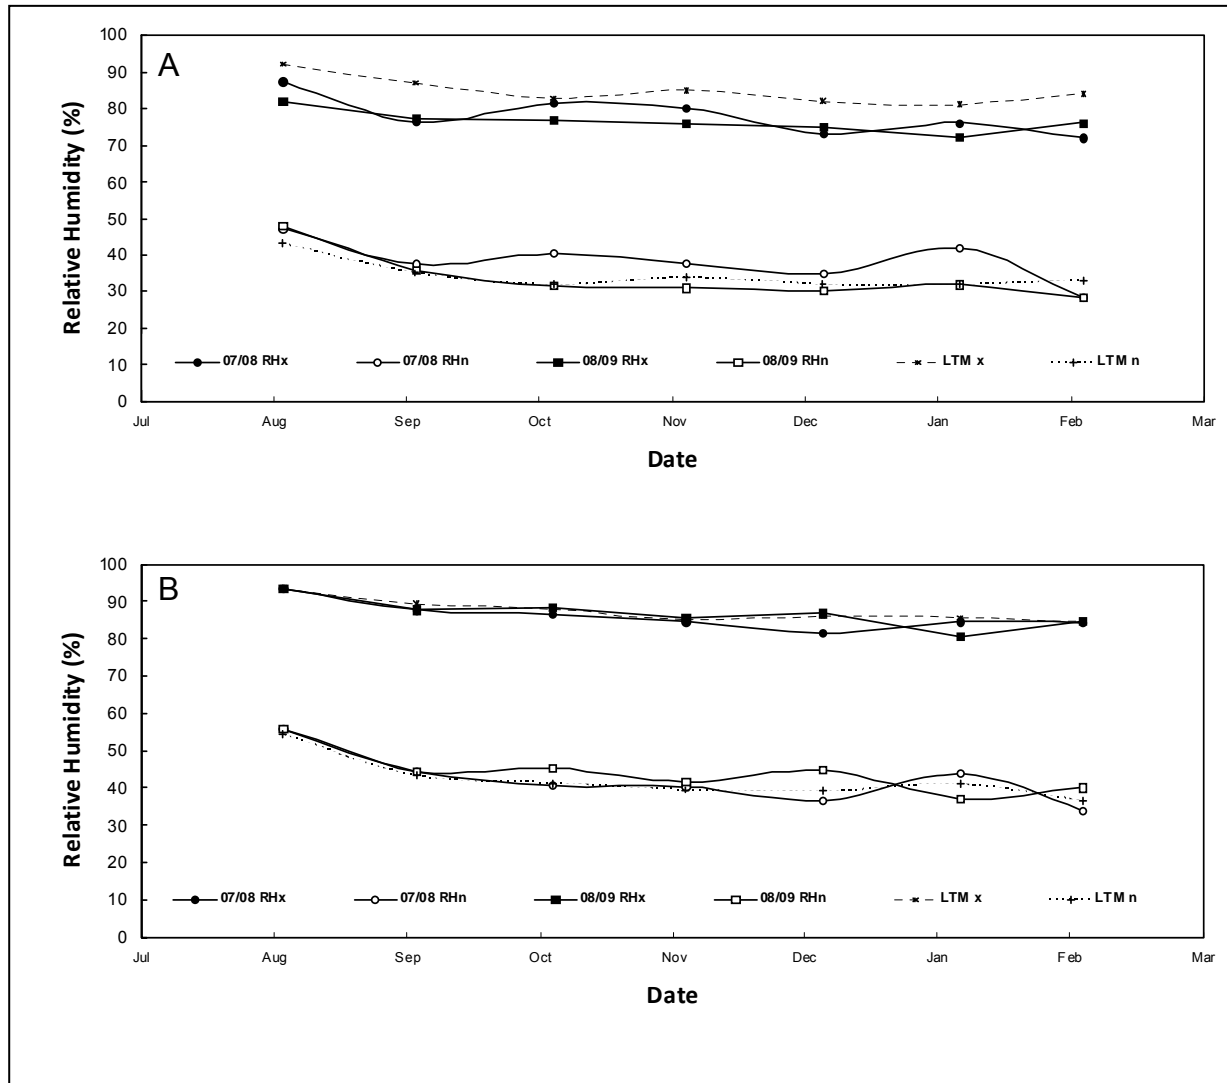 A
100
90
80
70
60
50
40
30
20
10
0
Relative Humidity (%)
07/08 RHx 07/08 RHn 08/09 RHx 08/09 RHn LTM x LTM n
Jul Aug Sep Oct Nov Dec Jan Feb Mar
Date
B
100
90
80
70
60
50
40
30
20
10
0
Relative Humidity (%)
07/08 RHx 07/08 RHn 08/09 RHx 08/09 RHn LTM x LTM n
Jul Aug Sep Oct Nov Dec Jan Feb Mar
Date